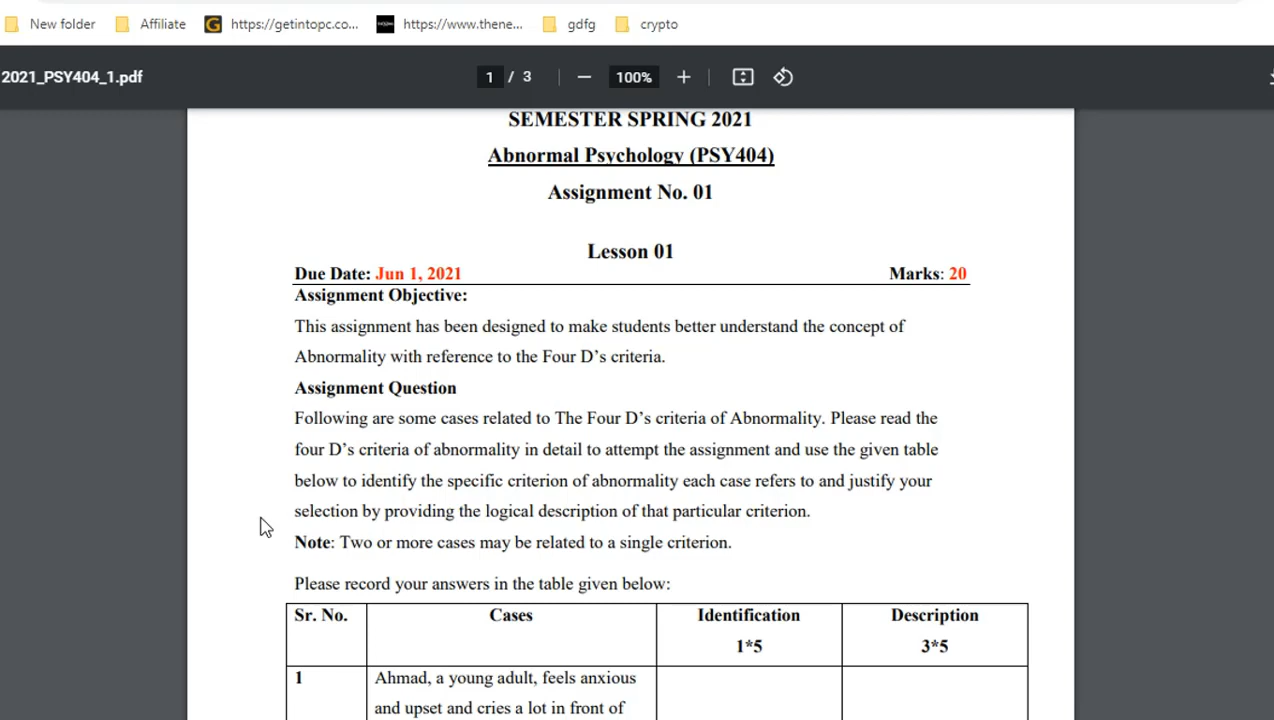 New folder Affiliate https://getintopc.co... https://www.thene... gdfg crypto
2021_PSY404_1.pdf 1 / 3 100%
SEMESTER SPRING 2021
Abnormal Psychology (PSY404)
Assignment No. 01
Lesson 01
Due Date: Jun 1, 2021 Marks: 20
Assignment Objective:
This assignment has been designed to make students better understand the concept of
Abnormality with reference to the Four D’s criteria.
Assignment Question
Following are some cases related to The Four D’s criteria of Abnormality. Please read the
four D’s criteria of abnormality in detail to attempt the assignment and use the given table
below to identify the specific criterion of abnormality each case refers to and justify your
selection by providing the logical description of that particular criterion.
Note: Two or more cases may be related to a single criterion.
Please record your answers in the table given below:
Sr. No. Cases Identification Description
1*5 3*5
1 Ahmad, a young adult, feels anxious
and upset and cries a lot in front of